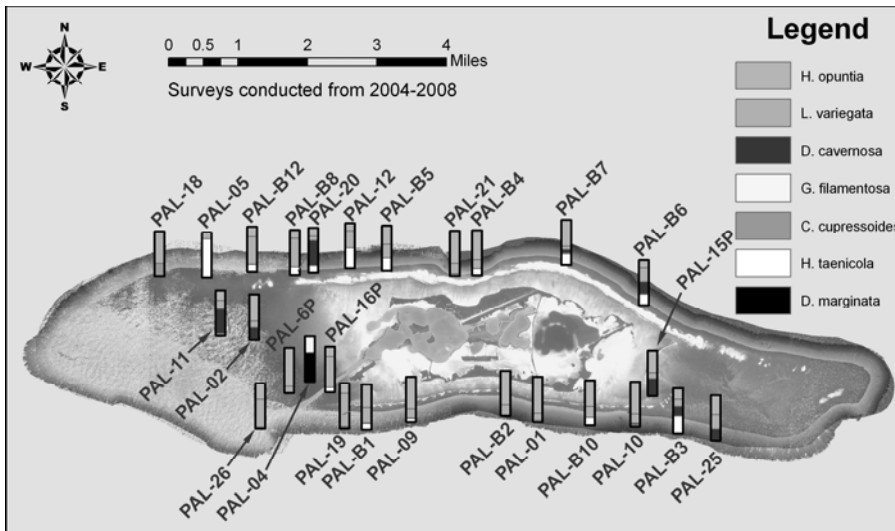 N
W E
S
0 0.5 1 2 3 4
Miles
Surveys conducted from 2004-2008
Legend
H. opuntia
L. variegata
D. cavernosa
G. filamentosa
C. cupressoides
H. taenicola
D. marginata
PAL-18
PAL-05
PAL-B12
PAL-B8
PAL-20
PAL-12
PAL-B5
PAL-21
PAL-B4
PAL-B7
PAL-B6
PAL-15P
PAL-11
PAL-02
PAL-6P
PAL-16P
PAL-26
PAL-04
PAL-19
PAL-B1
PAL-09
PAL-B2
PAL-01
PAL-B10
PAL-10
PAL-B3
PAL-25